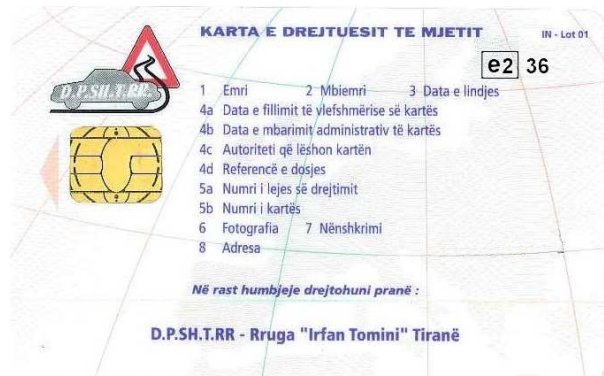 KARTA E DREJTUESIT TE MJETIT
IN - Lot 01
e2 36
D.P.SH.T.RR.
1 Emri 2 Mbiemri 3 Data e lindjes
4a Data e fillimit të vlefshmërise së kartës
4b Data e mbarimit administrativ të kartës
4c Autoriteti që lëshon kartën
4d Referencë e dosjes
5a Numri i lejes së drejtimit
5b Numri i kartës
6 Fotografia 7 Nënshkrimi
8 Adresa
Në rast humbjeje drejtohuni pranë :
D.P.SH.T.RR - Rruga "Irfan Tomini" Tiranë